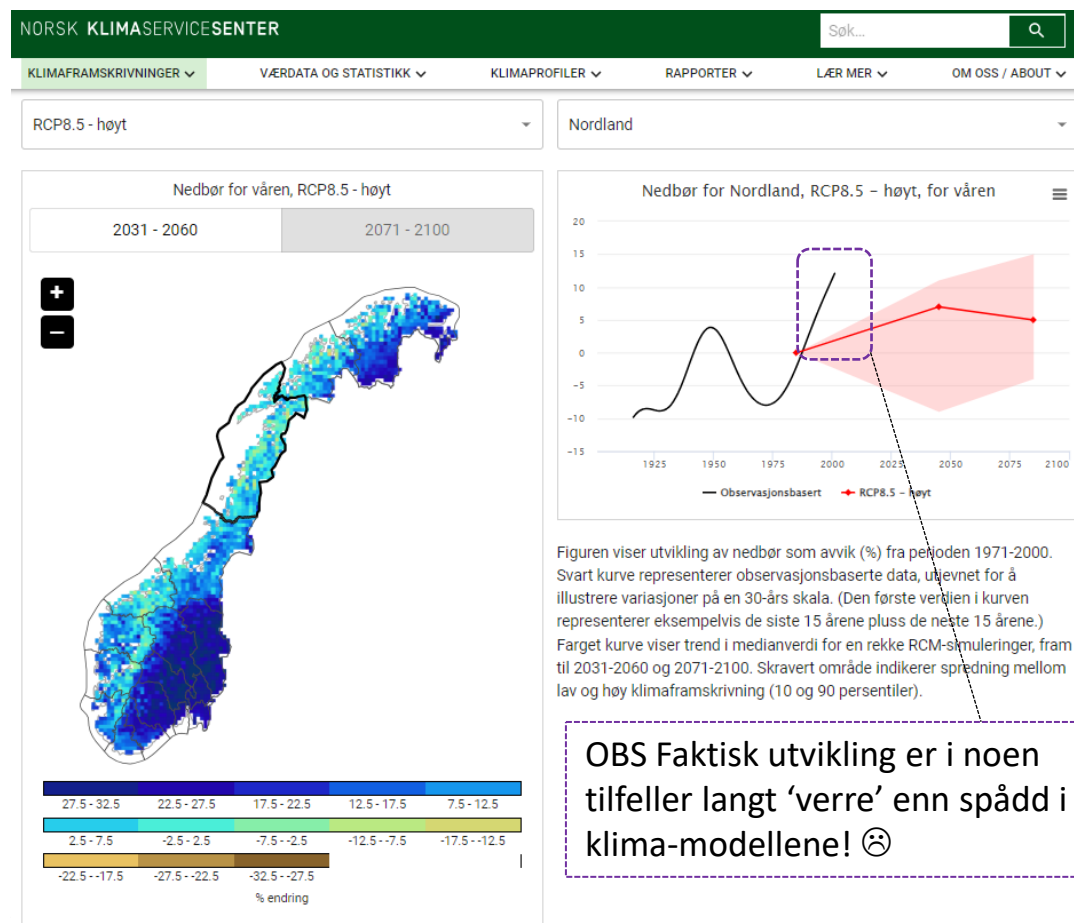 NORSK KLIMASERVICESENTER
Søk...
KLIMAFRAMSKRIVNINGER
VÆRDATA OG STATISTIKK
KLIMAPROFILER
RAPPORTER
LÆR MER
OM OSS / ABOUT
RCP8.5 - høyt
Nordland
Nedbør for våren, RCP8.5 - høyt
2031 - 2060
2071 - 2100
+
−
27.5 - 32.5
22.5 - 27.5
17.5 - 22.5
12.5 - 17.5
7.5 - 12.5
2.5 - 7.5
-2.5 - 2.5
-7.5 - -2.5
-12.5 - -7.5
-17.5 - -12.5
-22.5 - -17.5
-27.5 - -22.5
-32.5 - -27.5
% endring
Nedbør for Nordland, RCP8.5 – høyt, for våren
20
15
10
5
0
−5
−10
−15
1925
1950
1975
2000
2025
2050
2075
2100
Observasjonsbasert
RCP8.5 – høyt
Figuren viser utvikling av nedbør som avvik (%) fra perioden 1971-2000.
Svart kurve representerer observasjonsbaserte data, utjevnet for å
illustrere variasjoner på en 30-års skala. (Den første verdien i kurven
representerer eksempelvis de siste 15 årene pluss de neste 15 årene.)
Farget kurve viser trend i medianverdi for en rekke RCM-simuleringer, fram
til 2031-2060 og 2071-2100. Skravert område indikerer spredning mellom
lav og høy klimaframskrivning (10 og 90 persentiler).
OBS Faktisk utvikling er i noen
tilfeller langt ‘verre’ enn spådd i
klima-modellene! ☹